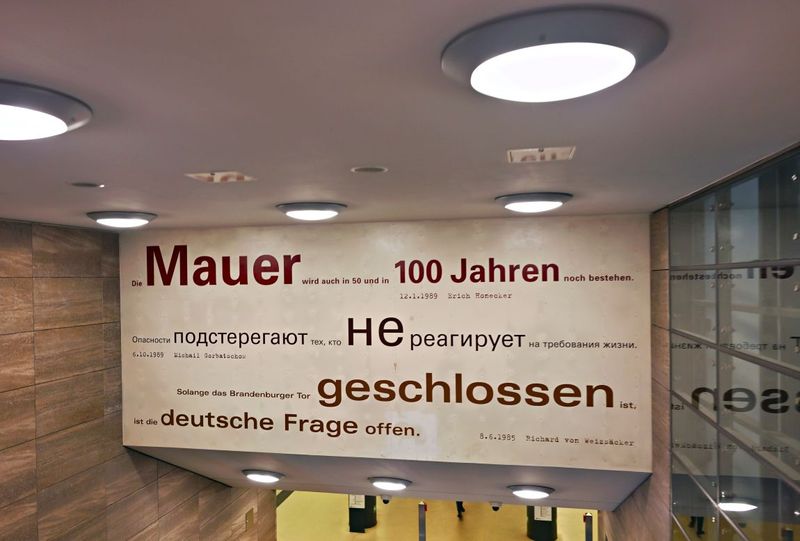 Die Mauer wird auch in 50 und in 100 Jahren noch bestehen.
12.1.1989 Erich Honecker
Опасности подстерегают тех, кто не реагирует на требования жизни.
6.10.1989 Michail Gorbatschow
Solange das Brandenburger Tor geschlossen ist,
ist die deutsche Frage offen.
8.6.1985 Richard von Weizsäcker